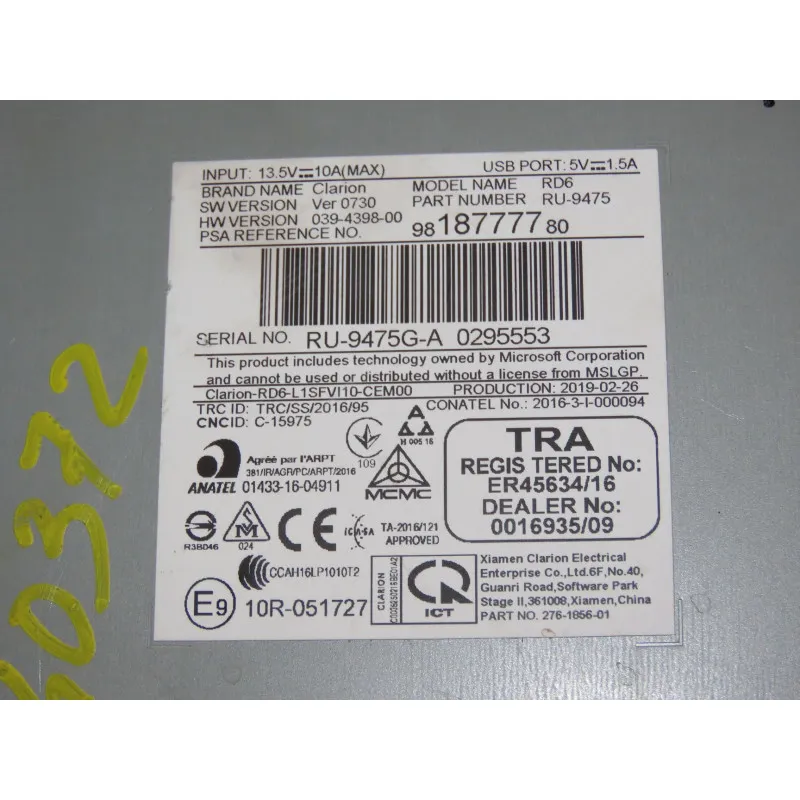 INPUT: 13.5V⎓10A(MAX) USB PORT: 5V⎓1.5A
BRAND NAME Clarion MODEL NAME RD6
SW VERSION Ver 0730 PART NUMBER RU-9475
HW VERSION 039-4398-00
PSA REFERENCE NO. 9818777780
SERIAL NO. RU-9475G-A 0295553
This product includes technology owned by Microsoft Corporation
and cannot be used or distributed without a license from MSLGP.
Clarion-RD6-L1SFVI10-CEM00 PRODUCTION: 2019-02-26
TRC ID: TRC/SS/2016/95 CONATEL No.: 2016-3-I-000094
CNCID: C-15975
A
H 005 16
109
Agréé par l'ARPT
381/IR/AGR/PC/ARPT/2016
ANATEL 01433-16-04911
MCMC
TRA
REGIS TERED No:
ER45634/16
DEALER No:
0016935/09
R3B046
024
CE
ICASA
TA-2016/121
APPROVED
CCAH16LP1010T2
E9 10R-051727
CLARION
ICT
Xiamen Clarion Electrical
Enterprise Co.,Ltd.6F,No.40,
Guanri Road,Software Park
Stage II,361008,Xiamen,China
PART NO. 276-1856-01
0372